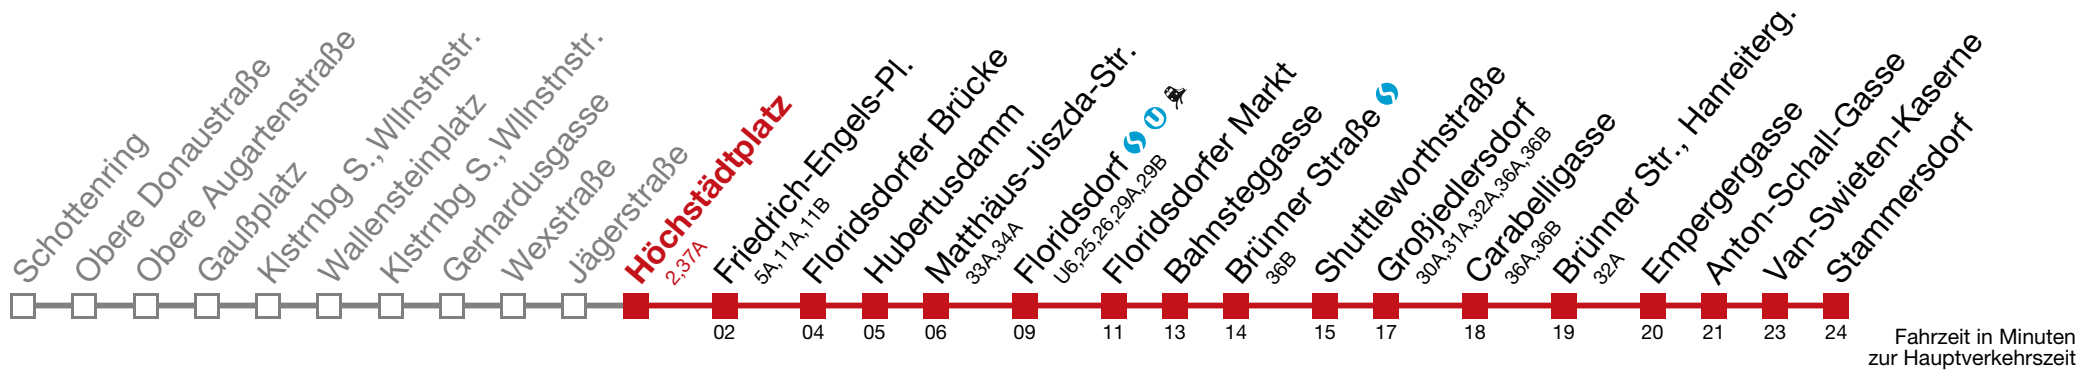 Schottenring
Obere Donaustraße
Obere Augartenstraße
Gaußplatz
Klstrnbg S., Wllnstnstr.
Wallensteinplatz
Klstrnbg S., Wllnstnstr.
Gerhardusgasse
Wexstraße
Jägerstraße
Höchstädtplatz
2,37A
Friedrich-Engels-Pl.
5A,11A,11B
Floridsdorfer Brücke
Hubertusdamm
Matthäus-Jiszda-Str.
33A,34A
Floridsdorf S U
U6,25,26,29A,29B
Floridsdorfer Markt
Bahnsteggasse
Brünner Straße S
36B
Shuttleworthstraße
Großjedlersdorf
30A,31A,32A,36A,36B
Carabelligasse
36A,36B
Brünner Str., Hanreiterg.
32A
Empergergasse
Anton-Schall-Gasse
Van-Swieten-Kaserne
Stammersdorf
02 04 05 06 09 11 13 14 15 17 18 19 20 21 23 24
Fahrzeit in Minuten
zur Hauptverkehrszeit